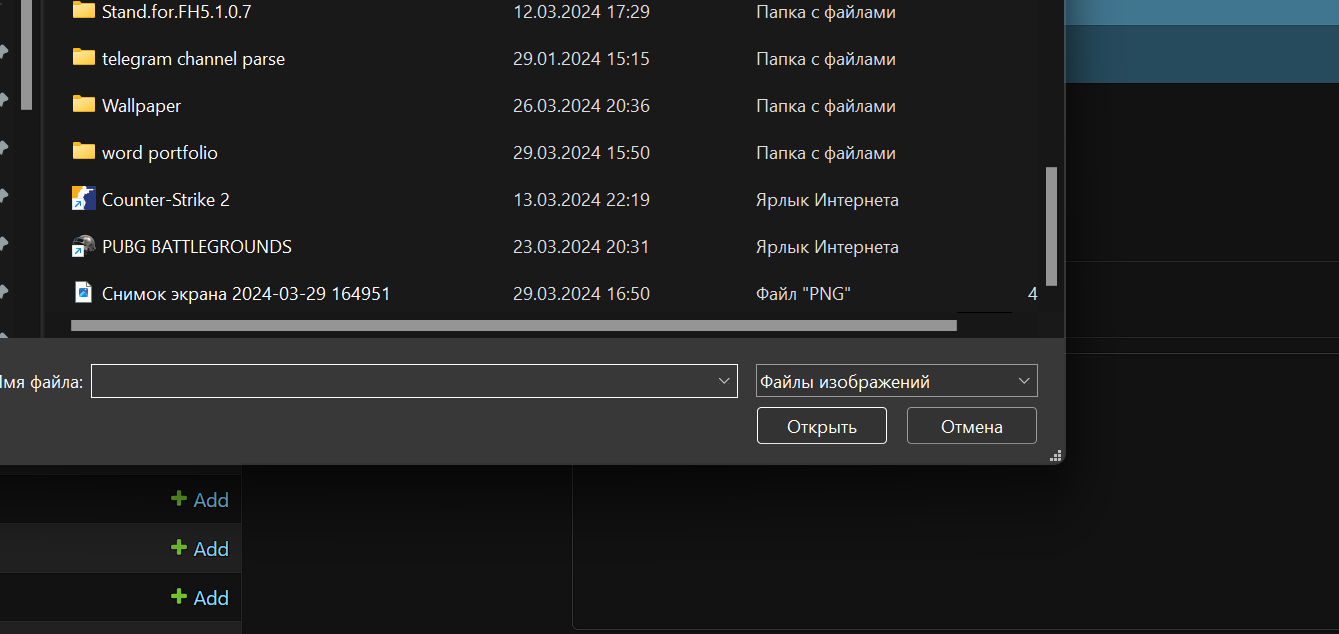 Stand.for.FH5.1.0.7 12.03.2024 17:29 Папка с файлами
telegram channel parse 29.01.2024 15:15 Папка с файлами
Wallpaper 26.03.2024 20:36 Папка с файлами
word portfolio 29.03.2024 15:50 Папка с файлами
Counter-Strike 2 13.03.2024 22:19 Ярлык Интернета
PUBG BATTLEGROUNDS 23.03.2024 20:31 Ярлык Интернета
Снимок экрана 2024-03-29 164951 29.03.2024 16:50 Файл "PNG" 4
мя файла: Файлы изображений
Открыть Отмена
Add
Add
Add